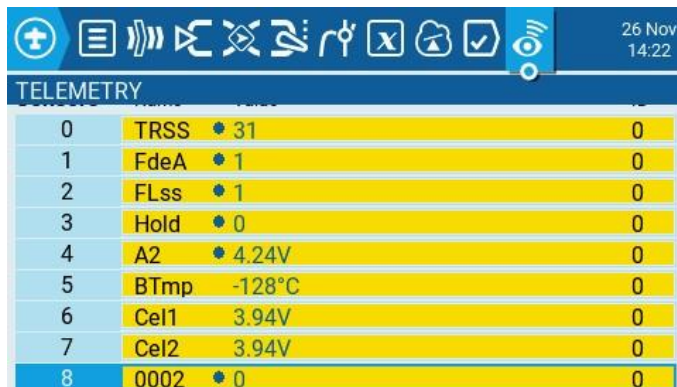 26 Nov
14:22
TELEMETRY
0 TRSS 31 0
1 FdeA 1 0
2 FLss 1 0
3 Hold 0 0
4 A2 4.24V 0
5 BTmp -128°C 0
6 Cel1 3.94V 0
7 Cel2 3.94V 0
8 0002 0 0